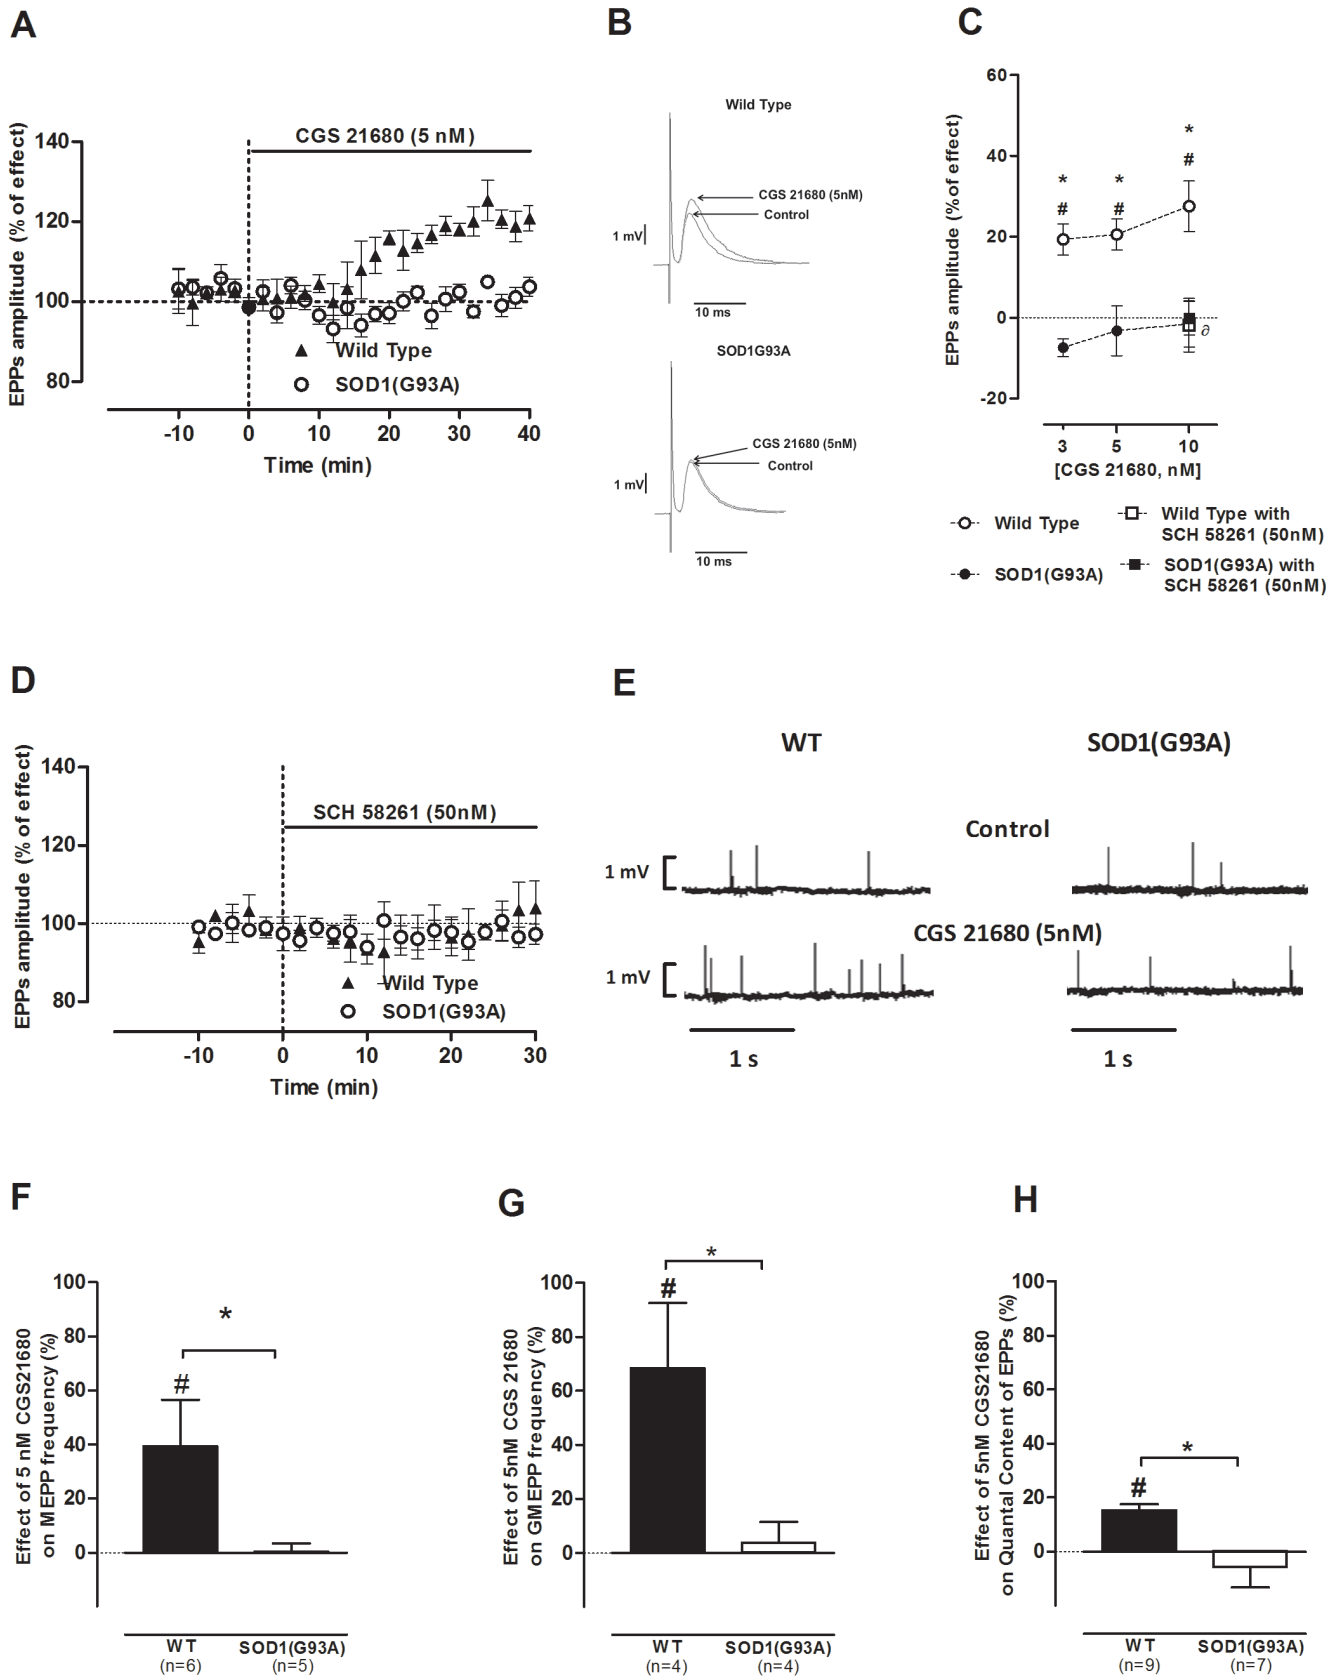 A
EPPs amplitude (% of effect)
140
120
100
80
CGS 21680 (5 nM)
Wild Type
SOD1(G93A)
-10 0 10 20 30 40
Time (min)
B
Wild Type
CGS 21680 (5nM)
Control
1 mV
10 ms
SOD1G93A
CGS 21680 (5nM)
Control
1 mV
10 ms
C
EPPs amplitude (%of effect)
60
40
20
0
-20
* * *
# # #
∂
3 5 10
[CGS 21680, nM]
Wild Type
SOD1(G93A)
Wild Type with
SCH 58261 (50nM)
SOD1(G93A) with
SCH 58261 (50nM)
D
EPPs amplitude (% of effect)
140
120
100
80
SCH 58261 (50nM)
Wild Type
SOD1(G93A)
-10 0 10 20 30
Time (min)
E
WT SOD1(G93A)
Control
1 mV
CGS 21680 (5nM)
1 mV
1 s 1 s
F
Effect of 5 nM CGS21680
on MEPP frequency (%)
100
80
60
40
20
0
*
#
WT SOD1(G93A)
(n=6) (n=5)
G
Effect of 5nM CGS 21680
on GMEPP frequency (%)
100
80
60
40
20
0
*
#
WT SOD1(G93A)
(n=4) (n=4)
H
Effect of 5nM CGS21680
on Quantal Content of EPPs (%)
100
80
60
40
20
0
*
#
WT SOD1(G93A)
(n=9) (n=7)